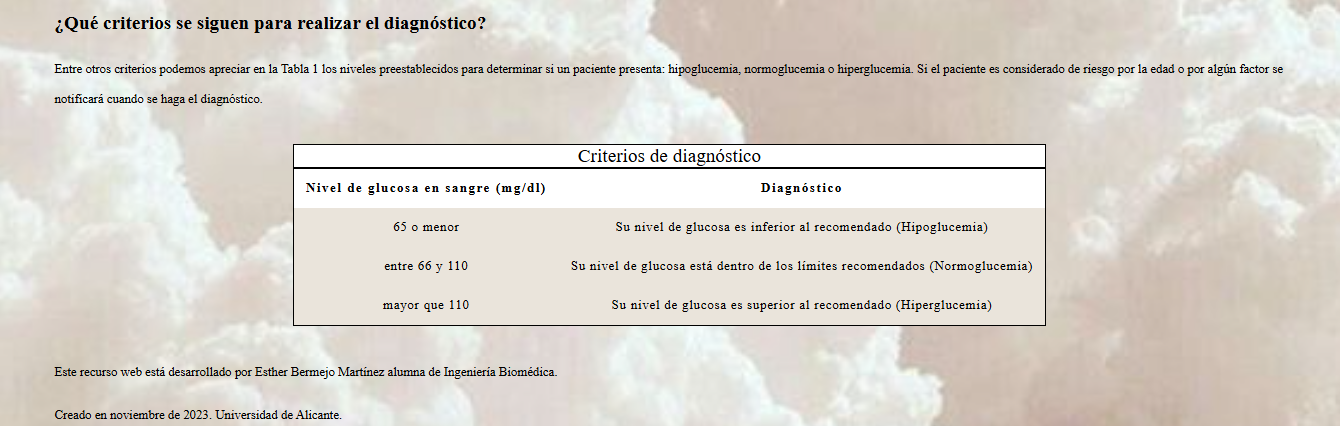 ¿Qué criterios se siguen para realizar el diagnóstico?
Entre otros criterios podemos apreciar en la Tabla 1 los niveles preestablecidos para determinar si un paciente presenta: hipoglucemia, normoglucemia o hiperglucemia. Si el paciente es considerado de riesgo por la edad o por algún factor se
notificará cuando se haga el diagnóstico.
Criterios de diagnóstico
Nivel de glucosa en sangre (mg/dl) Diagnóstico
65 o menor Su nivel de glucosa es inferior al recomendado (Hipoglucemia)
entre 66 y 110 Su nivel de glucosa está dentro de los límites recomendados (Normoglucemia)
mayor que 110 Su nivel de glucosa es superior al recomendado (Hiperglucemia)
Este recurso web está desarrollado por Esther Bermejo Martínez alumna de Ingeniería Biomédica.
Creado en noviembre de 2023. Universidad de Alicante.